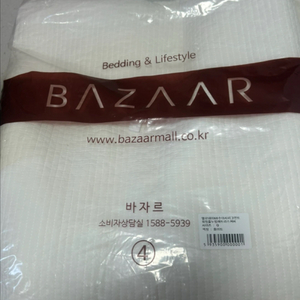 Bedding & Lifestyle
BAZAAR
www.bazaarmall.co.kr
바자르
소비자상담실 1588-5939
④